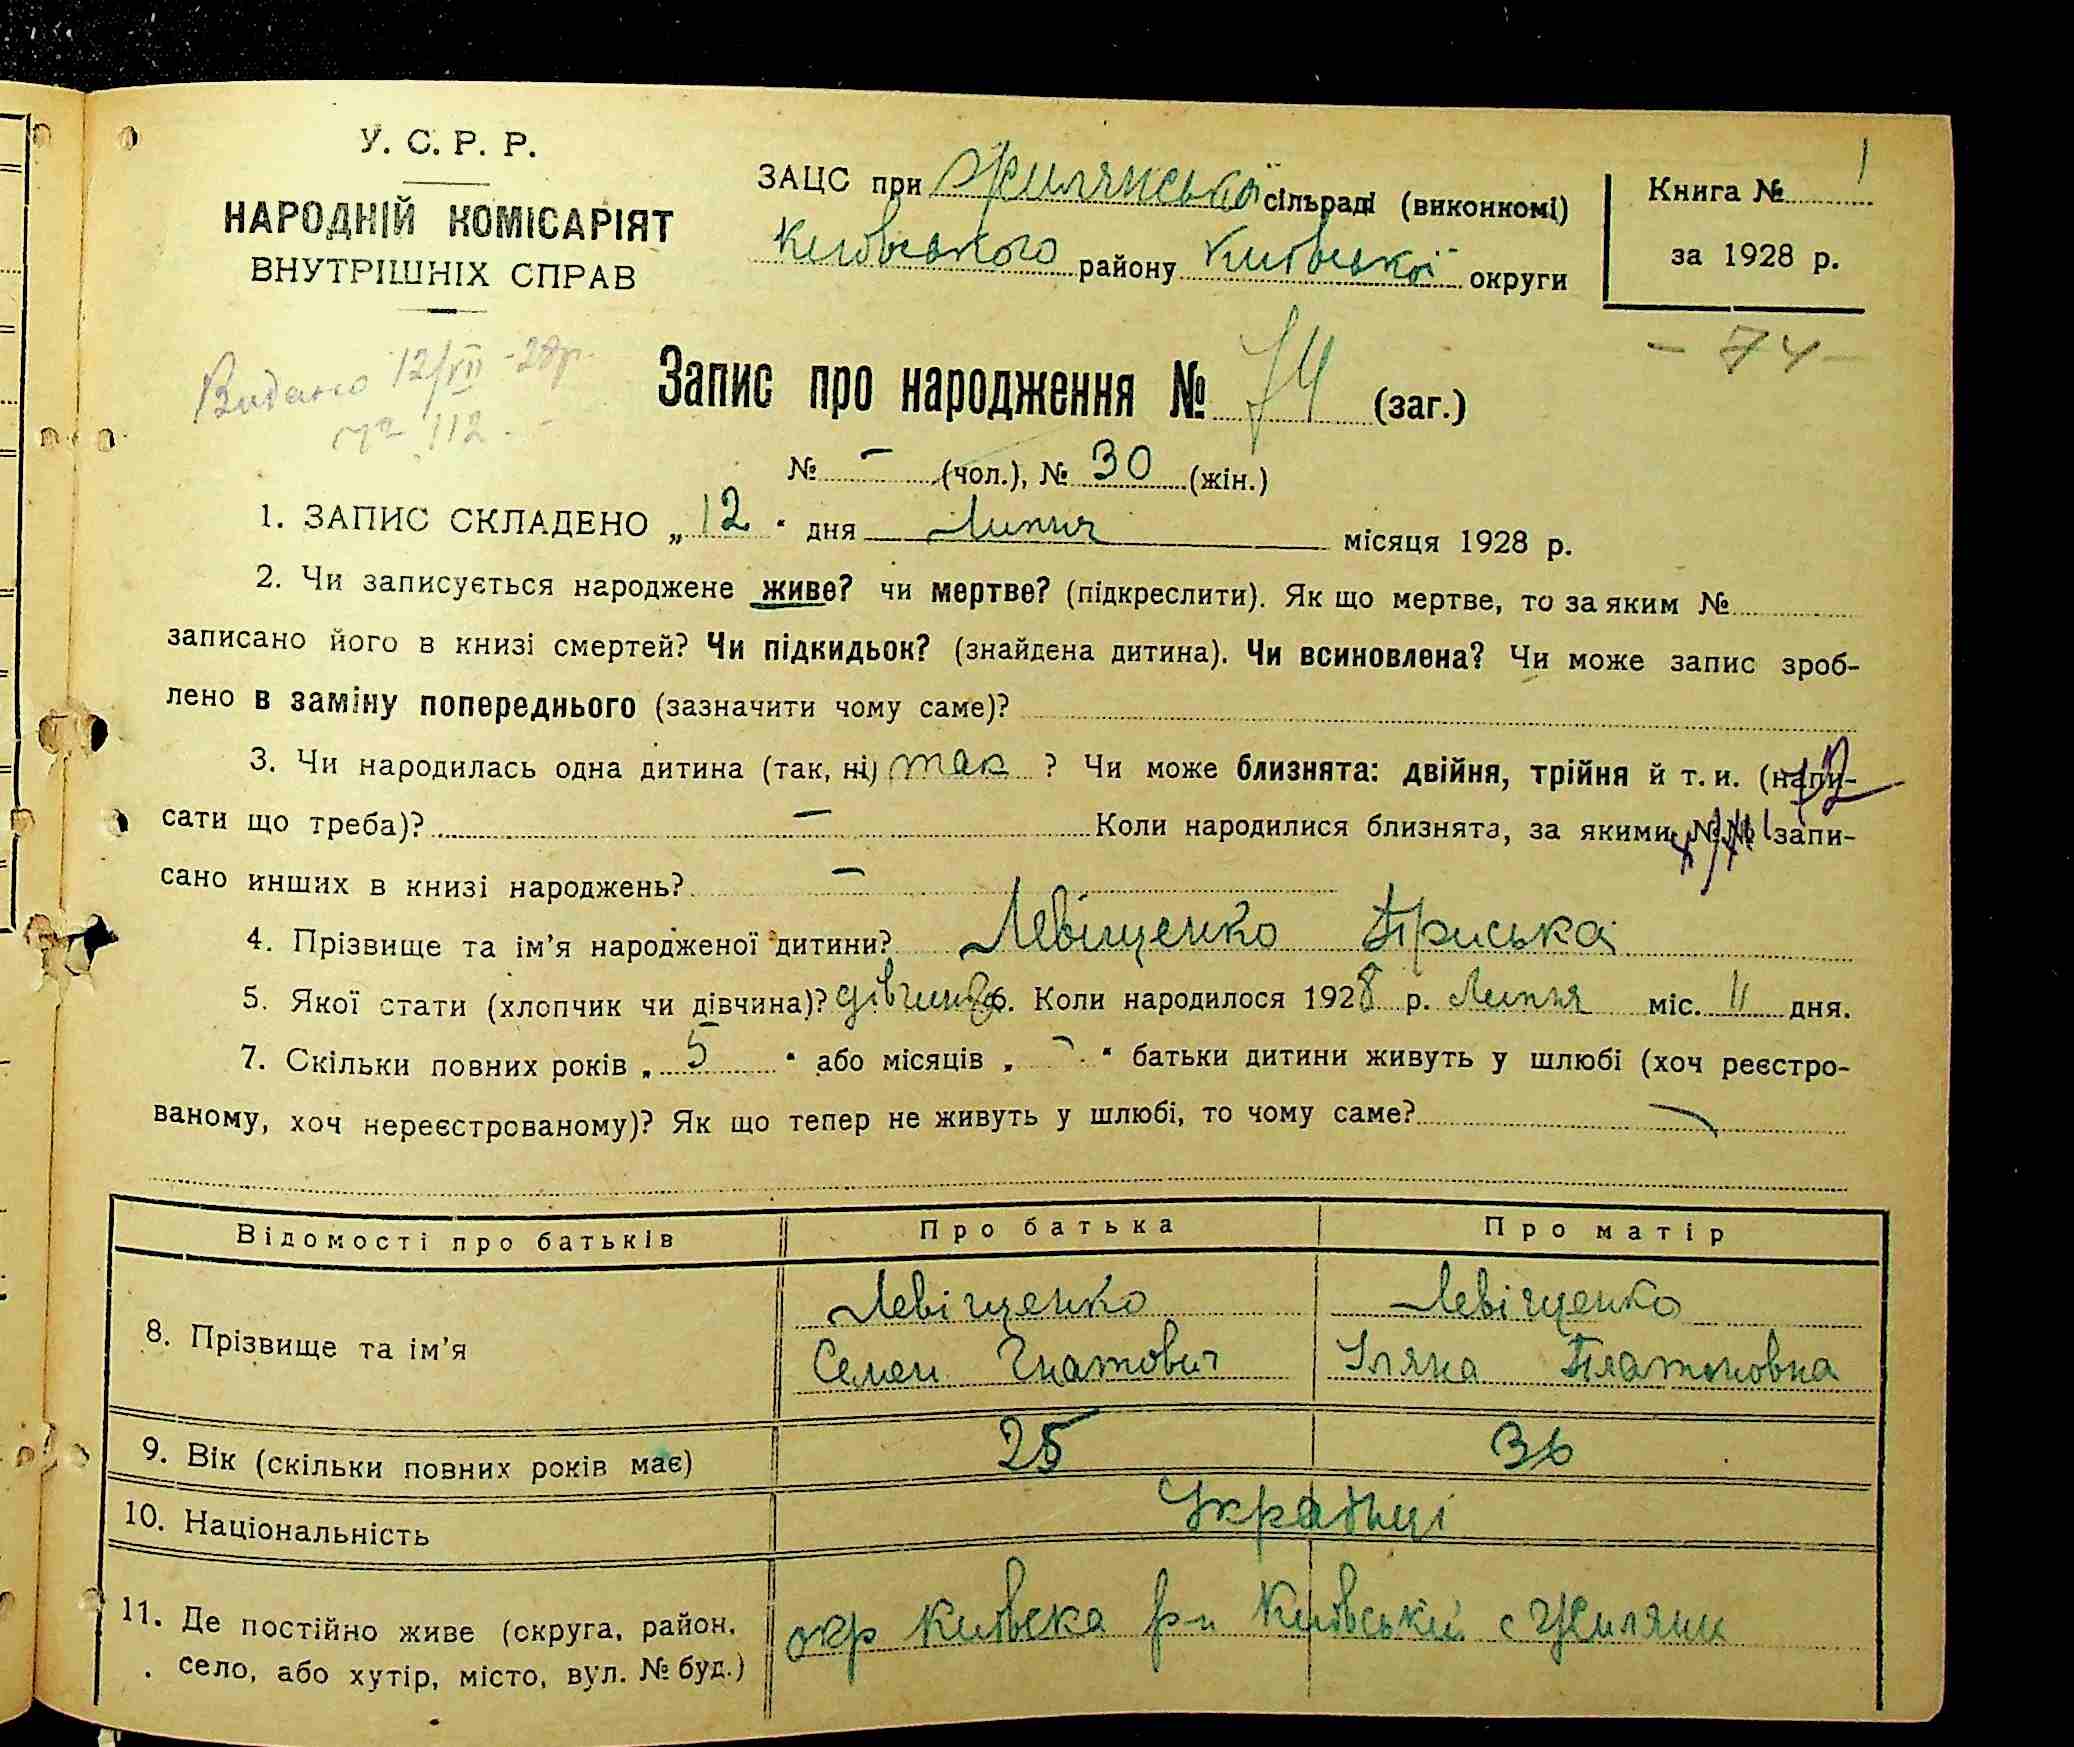 У. С. Р. Р.
НАРОДНІЙ КОМІСАРІЯТ
ВНУТРІШНІХ СПРАВ
ЗАЦС при Жилянської сільраді (виконкомі)
Київського району Київської округи
Книга № 1
за 1928 р.
- 74 -
Видано 12/VII - 28р.
№ 112. -
Запис про народження № 74 (заг.)
№ - (чол.), № 30 (жін.)
1. ЗАПИС СКЛАДЕНО „ 12 “ дня Липня місяця 1928 р.
2. Чи записується народжене живе? чи мертве? (підкреслити). Як що мертве, то за яким №
записано його в книзі смертей? Чи підкидьок? (знайдена дитина). Чи всиновлена? Чи може запис зроб-
лено в заміну попереднього (зазначити чому саме)?
3. Чи народилась одна дитина (так, ні) так ? Чи може близнята: двійня, трійня й т. и. (напи-
сати що треба)? - Коли народилися близнята, за якими №№ запи-
сано инших в книзі народжень? -
4. Прізвище та ім’я народженої дитини? Левіщенко Пріська
5. Якої стати (хлопчик чи дівчина)? дівчина 6. Коли народилося 1928 р. Липня міс. 11 дня.
7. Скільки повних років „ 5 “ або місяців „ - “ батьки дитини живуть у шлюбі (хоч реєстро-
ваному, хоч нереєстрованому)? Як що тепер не живуть у шлюбі, то чому саме?
Відомості про батьків Про батька Про матір
8. Прізвище та ім’я
Левіщенко Левіщенко
Семен Гнатович Уляна Платоновна
9. Вік (скільки повних років має) 25 36
10. Національність Українці
11. Де постійно живе (округа, район,
село, або хутір, місто, вул. № буд.)
окр Київска р-н Київський с Жиляни